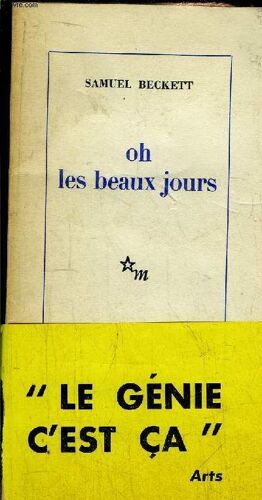 SAMUEL BECKETT
oh
les beaux jours
m
" LE GÉNIE
C'EST ÇA "
Arts